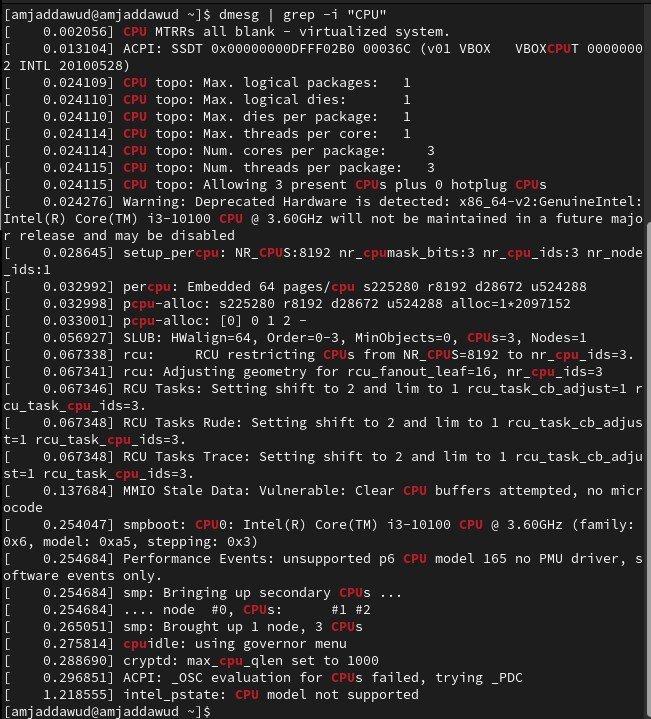 [amjaddawud@amjaddawud ~]$ dmesg | grep -i "CPU"
[    0.002056] CPU MTRRs all blank - virtualized system.
[    0.013104] ACPI: SSDT 0x00000000DFFF02B0 00036C (v01 VBOX   VBOXCPUT 0000000
2 INTL 20100528)
[    0.024109] CPU topo: Max. logical packages:   1
[    0.024110] CPU topo: Max. logical dies:       1
[    0.024110] CPU topo: Max. dies per package:   1
[    0.024114] CPU topo: Max. threads per core:   1
[    0.024114] CPU topo: Num. cores per package:     3
[    0.024115] CPU topo: Num. threads per package:   3
[    0.024115] CPU topo: Allowing 3 present CPUs plus 0 hotplug CPUs
[    0.024276] Warning: Deprecated Hardware is detected: x86_64-v2:GenuineIntel:
Intel(R) Core(TM) i3-10100 CPU @ 3.60GHz will not be maintained in a future majo
r release and may be disabled
[    0.028645] setup_percpu: NR_CPUS:8192 nr_cpumask_bits:3 nr_cpu_ids:3 nr_node
_ids:1
[    0.032992] percpu: Embedded 64 pages/cpu s225280 r8192 d28672 u524288
[    0.032998] pcpu-alloc: s225280 r8192 d28672 u524288 alloc=1*2097152
[    0.033001] pcpu-alloc: [0] 0 1 2 -
[    0.056927] SLUB: HWalign=64, Order=0-3, MinObjects=0, CPUs=3, Nodes=1
[    0.067338] rcu:     RCU restricting CPUs from NR_CPUS=8192 to nr_cpu_ids=3.
[    0.067341] rcu: Adjusting geometry for rcu_fanout_leaf=16, nr_cpu_ids=3
[    0.067346] RCU Tasks: Setting shift to 2 and lim to 1 rcu_task_cb_adjust=1 r
cu_task_cpu_ids=3.
[    0.067348] RCU Tasks Rude: Setting shift to 2 and lim to 1 rcu_task_cb_adjus
t=1 rcu_task_cpu_ids=3.
[    0.067348] RCU Tasks Trace: Setting shift to 2 and lim to 1 rcu_task_cb_adju
st=1 rcu_task_cpu_ids=3.
[    0.137684] MMIO Stale Data: Vulnerable: Clear CPU buffers attempted, no micr
ocode
[    0.254047] smpboot: CPU0: Intel(R) Core(TM) i3-10100 CPU @ 3.60GHz (family:
0x6, model: 0xa5, stepping: 0x3)
[    0.254684] Performance Events: unsupported p6 CPU model 165 no PMU driver, s
oftware events only.
[    0.254684] smp: Bringing up secondary CPUs ...
[    0.254684] .... node  #0, CPUs:      #1 #2
[    0.265051] smp: Brought up 1 node, 3 CPUs
[    0.275814] cpuidle: using governor menu
[    0.288690] cryptd: max_cpu_qlen set to 1000
[    0.296851] ACPI: _OSC evaluation for CPUs failed, trying _PDC
[    1.218555] intel_pstate: CPU model not supported
[amjaddawud@amjaddawud ~]$